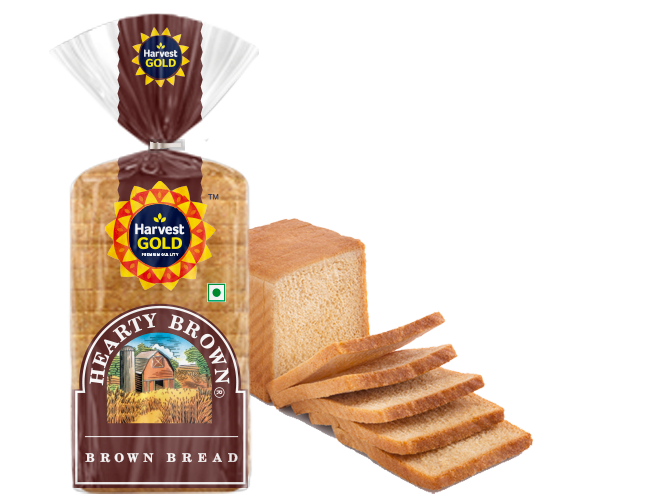 Harvest
GOLD
TM
Harvest
GOLD
PREMIUM QUALITY
HEARTY BROWN
BROWN BREAD